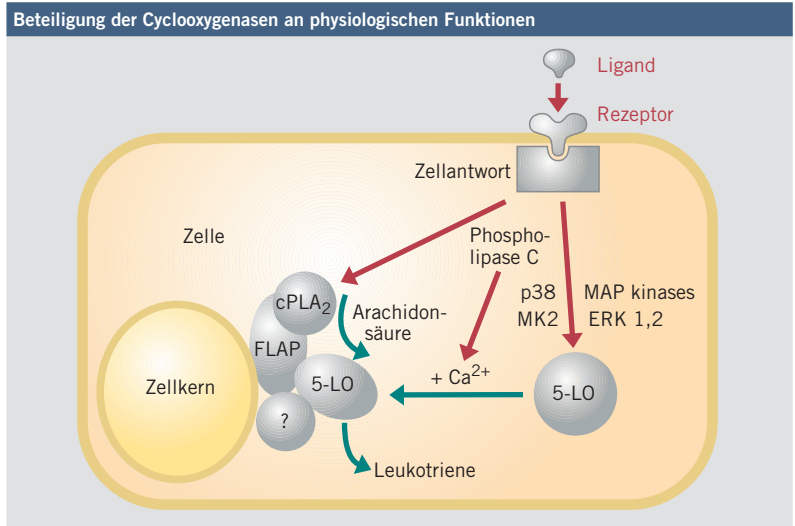 Beteiligung der Cyclooxygenasen an physiologischen Funktionen
Ligand
Rezeptor
Zellantwort
Zelle
Phospho-
lipase C
p38
MK2
MAP kinases
ERK 1,2
cPLA₂
Arachidon-
säure
FLAP
5-LO
+ Ca²⁺
5-LO
Zellkern
?
Leukotriene